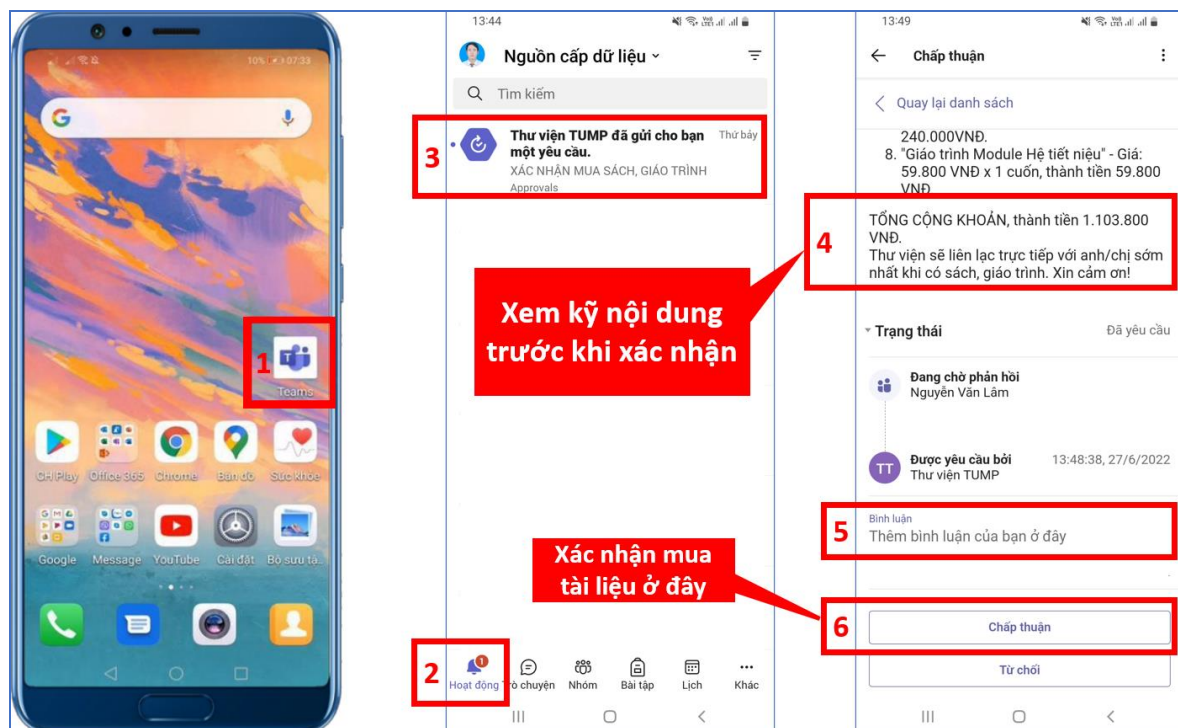 10% 07:33
G
1
Teams
CH Play
Office 365
Chrome
Bản đồ
Sức khỏe
Google
Message
YouTube
Cài đặt
Bộ sưu tà..
13:44
Nguồn cấp dữ liệu
Tìm kiếm
3
Thư viện TUMP đã gửi cho bạn
Thứ bảy
một yêu cầu.
XÁC NHẬN MUA SÁCH, GIÁO TRÌNH
Approvals
Xem kỹ nội dung
trước khi xác nhận
Xác nhận mua
tài liệu ở đây
2
1
Hoạt động
Trò chuyện
Nhóm
Bài tập
Lịch
Khác
13:49
Chấp thuận
Quay lại danh sách
240.000VNĐ.
8. "Giáo trình Module Hệ tiết niệu" - Giá:
59.800 VNĐ x 1 cuốn, thành tiền 59.800
VNĐ
4
TỔNG CỘNG KHOẢN, thành tiền 1.103.800
VNĐ.
Thư viện sẽ liên lạc trực tiếp với anh/chị sớm
nhất khi có sách, giáo trình. Xin cảm ơn!
Trạng thái
Đã yêu cầu
Đang chờ phản hồi
Nguyễn Văn Lâm
TT
Được yêu cầu bởi
13:48:38, 27/6/2022
Thư viện TUMP
5
Bình luận
Thêm bình luận của bạn ở đây
6
Chấp thuận
Từ chối